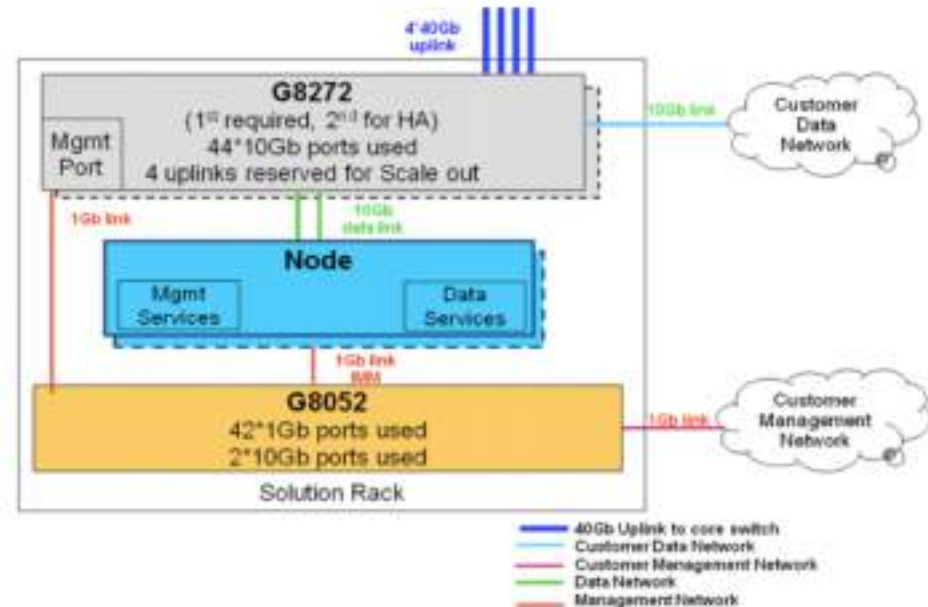 4*40Gb
uplink
G8272
(1st required, 2nd for HA)
44*10Gb ports used
4 uplinks reserved for Scale out
Mgmt
Port
10Gb link
Customer
Data
Network
1Gb link
10Gb
data link
Node
Mgmt
Services
Data
Services
1Gb link
IMM
G8052
42*1Gb ports used
2*10Gb ports used
1Gb link
Customer
Management
Network
Solution Rack
40Gb Uplink to core switch
Customer Data Network
Customer Management Network
Data Network
Management Network